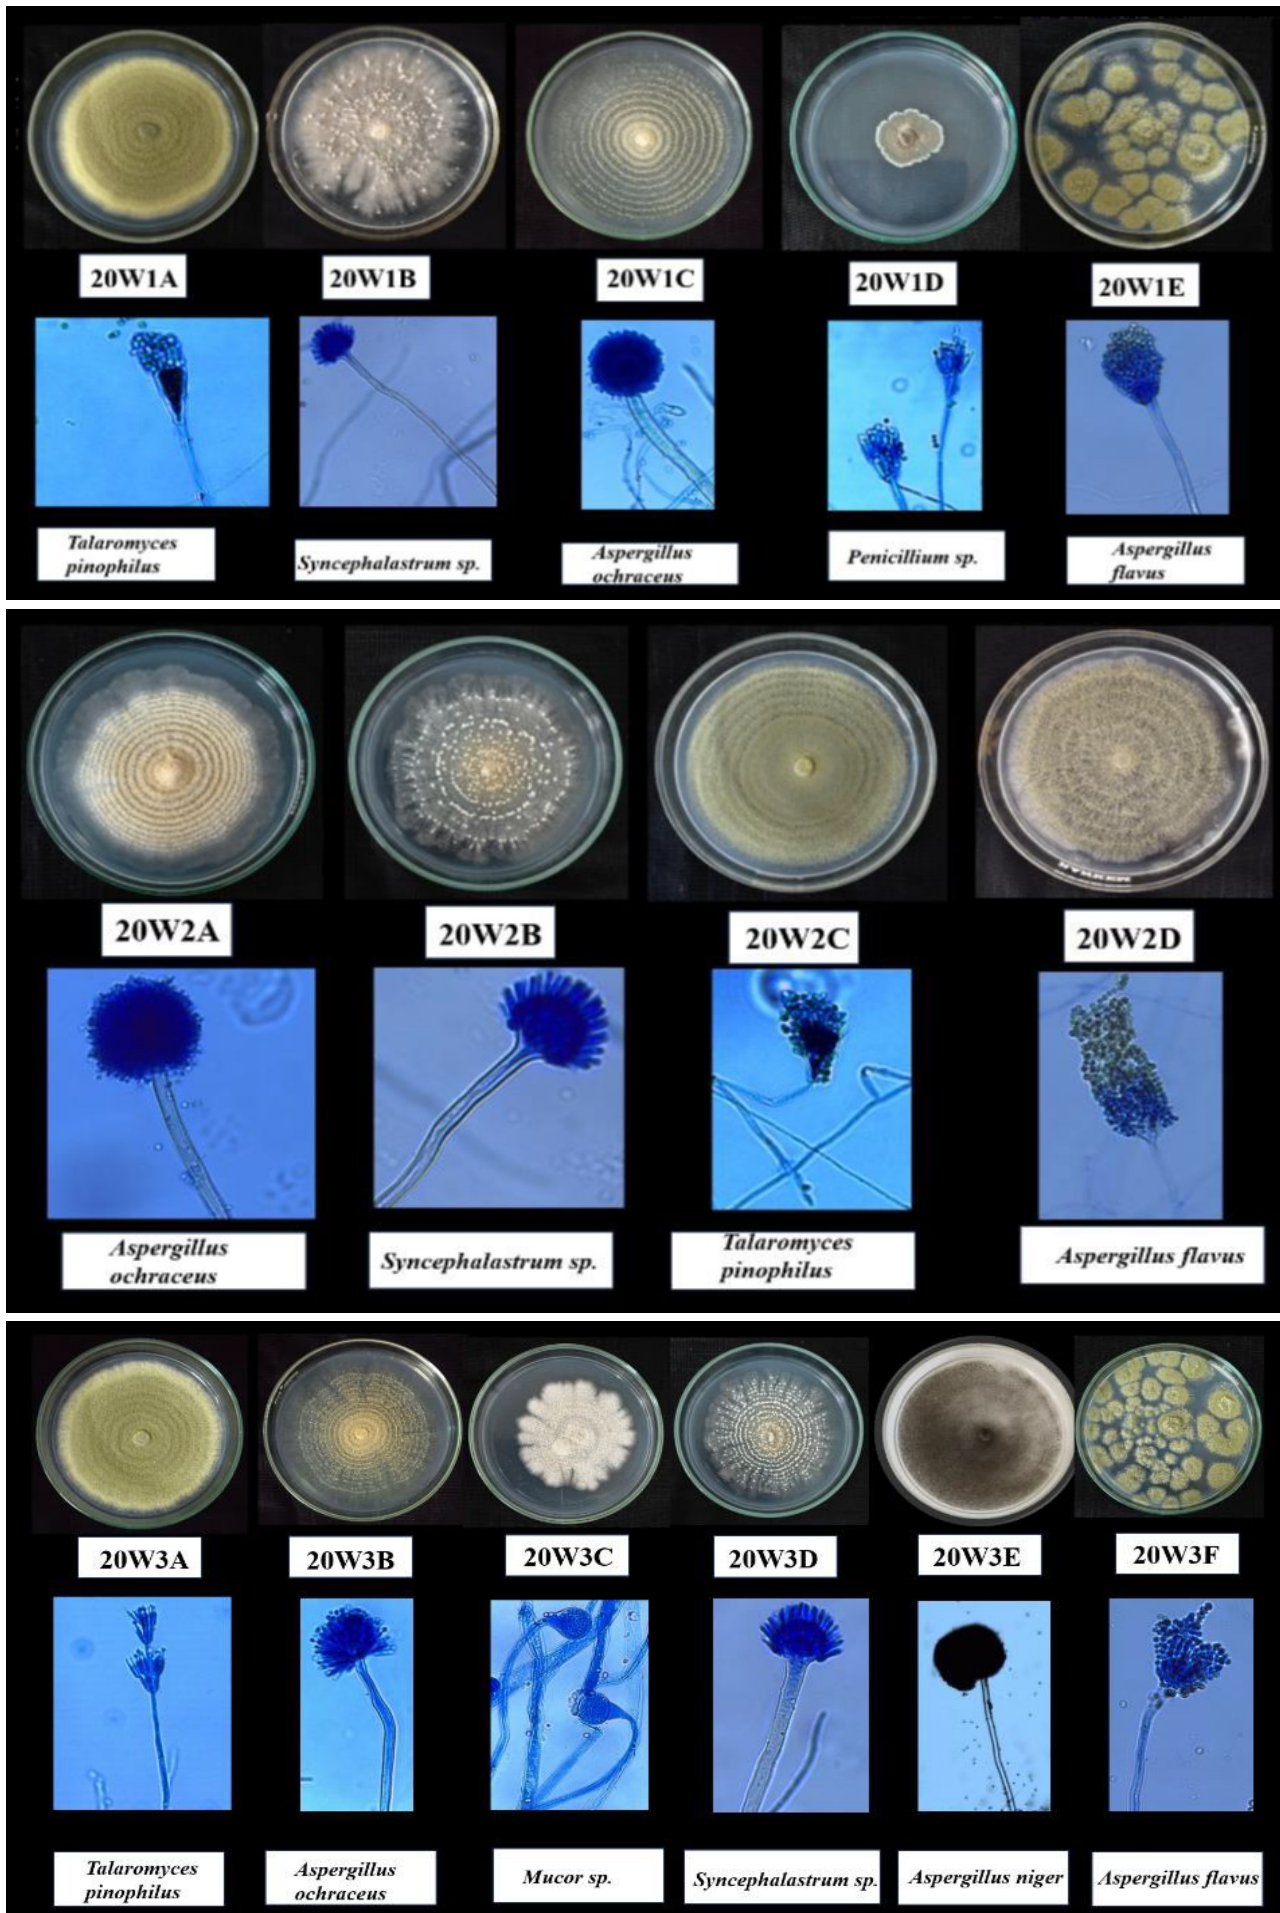 20W1A
20W1B
20W1C
20W1D
20W1E
Talaromyces
pinophilus
Syncephalastrum sp.
Aspergillus
ochraceus
Penicillium sp.
Aspergillus
flavus
20W2A
20W2B
20W2C
20W2D
Aspergillus
ochraceus
Syncephalastrum sp.
Talaromyces
pinophilus
Aspergillus flavus
20W3A
20W3B
20W3C
20W3D
20W3E
20W3F
Talaromyces
pinophilus
Aspergillus
ochraceus
Mucor sp.
Syncephalastrum sp.
Aspergillus niger
Aspergillus flavus